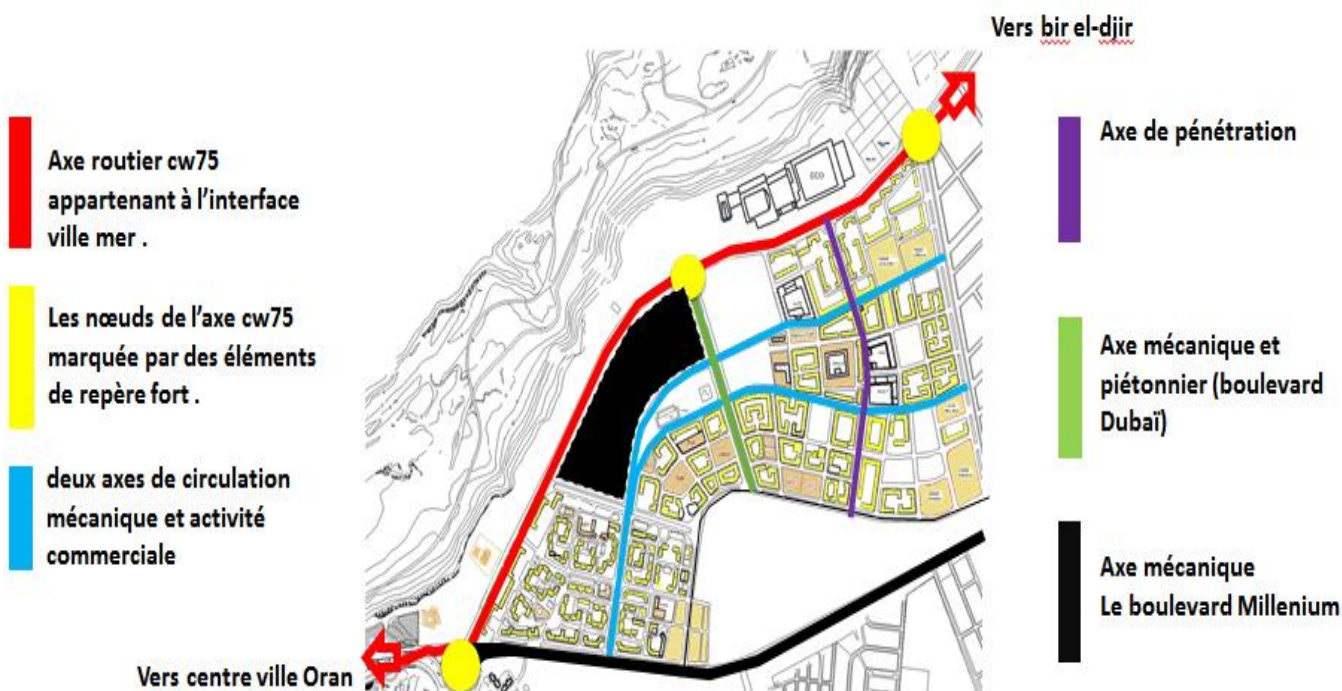 Vers bir el-djir
Axe routier cw75
appartenant à l'interface
ville mer .
Les nœuds de l'axe cw75
marquée par des éléments
de repère fort .
deux axes de circulation
mécanique et activité
commerciale
Vers centre ville Oran
Axe de pénétration
Axe mécanique et
piétonnier (boulevard
Dubaï)
Axe mécanique
Le boulevard Millenium